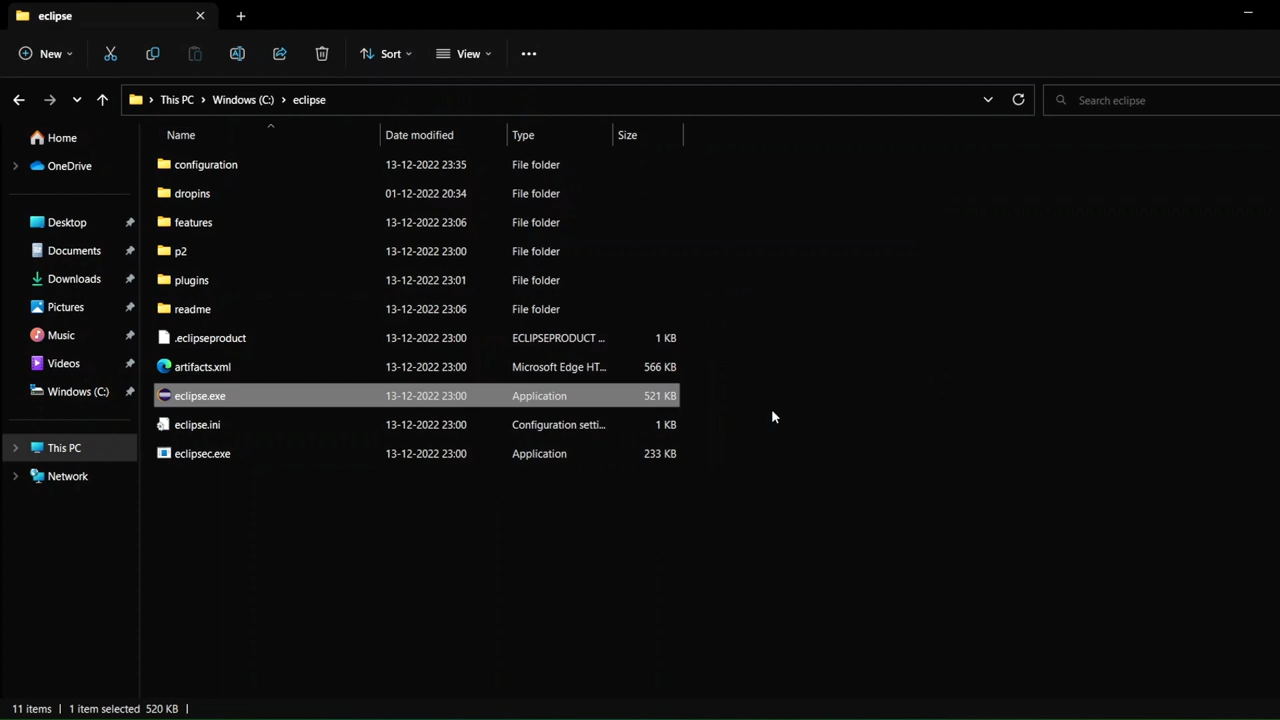 eclipse
New
Sort
View
This PC
Windows (C:)
eclipse
Search eclipse
Home
OneDrive
Desktop
Documents
Downloads
Pictures
Music
Videos
Windows (C:)
This PC
Network
Name Date modified Type Size
configuration 13-12-2022 23:35 File folder
dropins 01-12-2022 20:34 File folder
features 13-12-2022 23:06 File folder
p2 13-12-2022 23:00 File folder
plugins 13-12-2022 23:01 File folder
readme 13-12-2022 23:06 File folder
.eclipseproduct 13-12-2022 23:00 ECLIPSEPRODUCT ... 1 KB
artifacts.xml 13-12-2022 23:00 Microsoft Edge HT... 566 KB
eclipse.exe 13-12-2022 23:00 Application 521 KB
eclipse.ini 13-12-2022 23:00 Configuration setti... 1 KB
eclipsec.exe 13-12-2022 23:00 Application 233 KB
11 items 1 item selected 520 KB